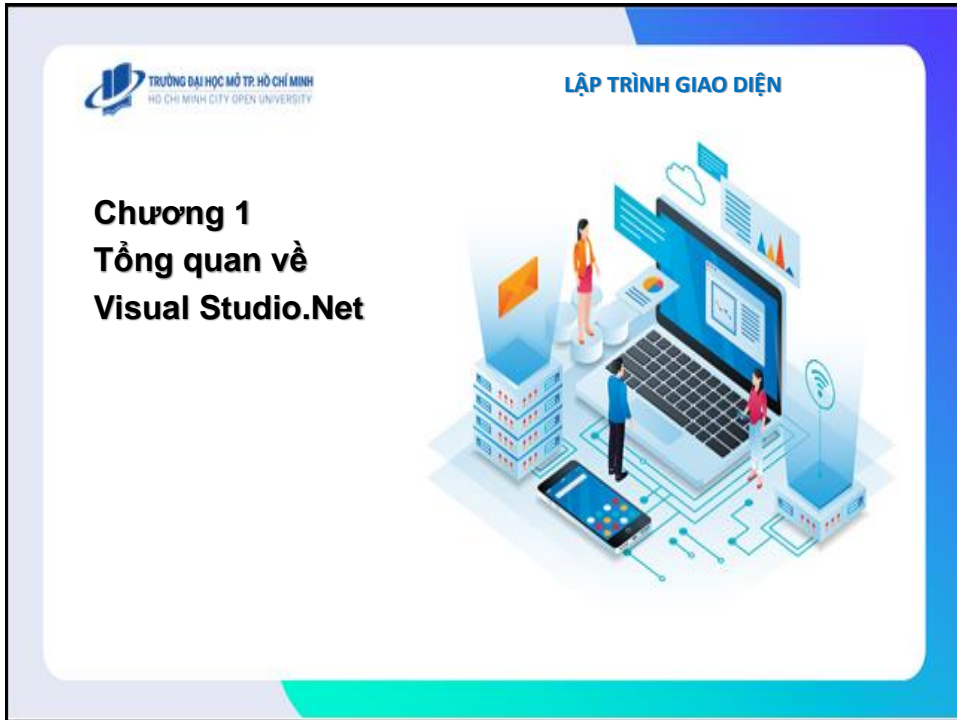 TRƯỜNG ĐẠI HỌC MỞ TP. HỒ CHÍ MINH
HO CHI MINH CITY OPEN UNIVERSITY
LẬP TRÌNH GIAO DIỆN
Chương 1
Tổng quan về
Visual Studio.Net